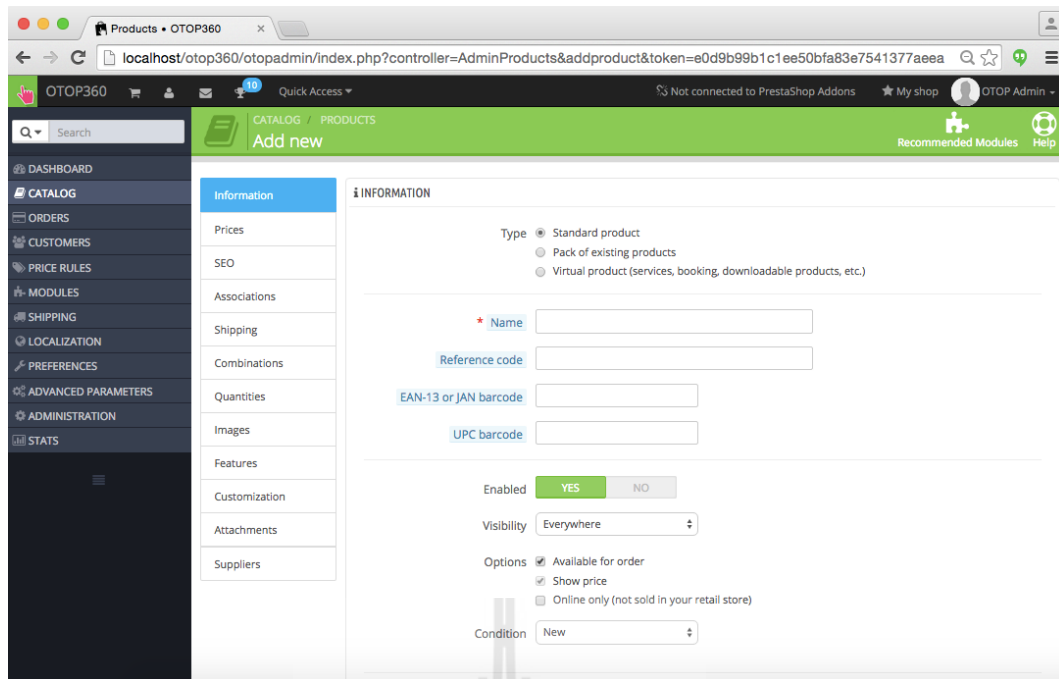 Products • OTOP360
localhost/otop360/otopadmin/index.php?controller=AdminProducts&addproduct&token=e0d9b99b1c1ee50bfa83e7541377aeea
OTOP360 10 Quick Access Not connected to PrestaShop Addons My shop OTOP Admin
Search
CATALOG / PRODUCTS
Add new
Recommended Modules Help
DASHBOARD
CATALOG
ORDERS
CUSTOMERS
PRICE RULES
MODULES
SHIPPING
LOCALIZATION
PREFERENCES
ADVANCED PARAMETERS
ADMINISTRATION
STATS
Information
Prices
SEO
Associations
Shipping
Combinations
Quantities
Images
Features
Customization
Attachments
Suppliers
INFORMATION
Type Standard product
Pack of existing products
Virtual product (services, booking, downloadable products, etc.)
* Name
Reference code
EAN-13 or JAN barcode
UPC barcode
Enabled YES NO
Visibility Everywhere
Options Available for order
Show price
Online only (not sold in your retail store)
Condition New